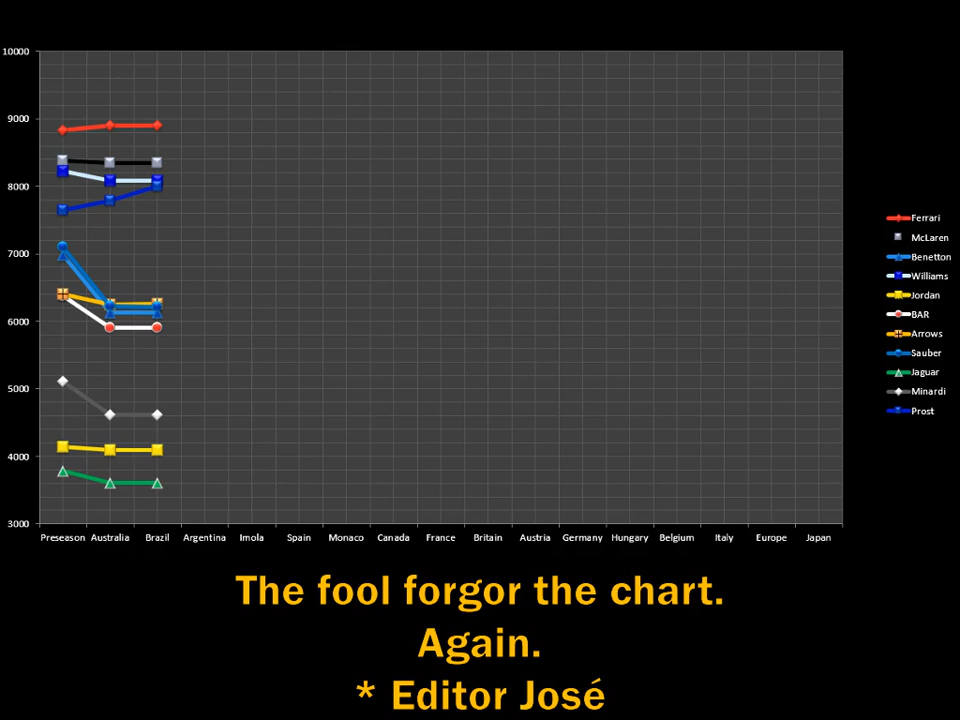 10000
9000
8000
7000
6000
5000
4000
3000
Preseason Australia Brazil Argentina Imola Spain Monaco Canada France Britain Austria Germany Hungary Belgium Italy Europe Japan
Ferrari
McLaren
Benetton
Williams
Jordan
BAR
Arrows
Sauber
Jaguar
Minardi
Prost
The fool forgor the chart.
Again.
* Editor José